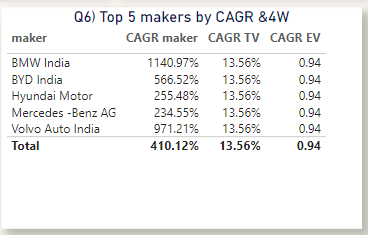 Q6) Top 5 makers by CAGR &4W
maker CAGR maker CAGR TV CAGR EV
BMW India 1140.97% 13.56% 0.94
BYD India 566.52% 13.56% 0.94
Hyundai Motor 255.48% 13.56% 0.94
Mercedes -Benz AG 234.55% 13.56% 0.94
Volvo Auto India 971.21% 13.56% 0.94
Total 410.12% 13.56% 0.94